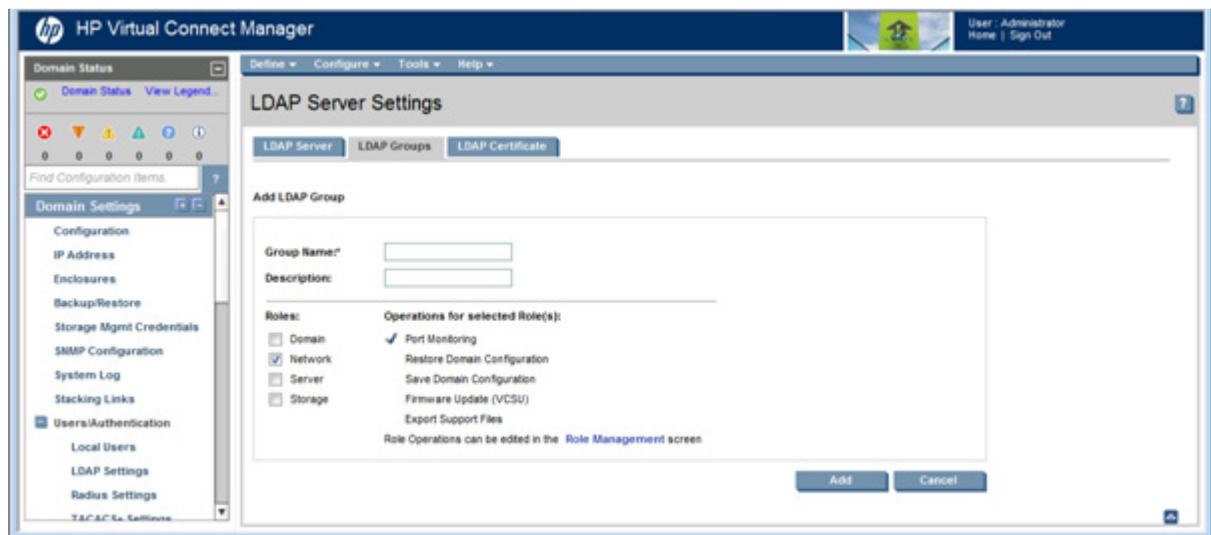 hp HP Virtual Connect Manager
User : Administrator
Home | Sign Out
Domain Status
Domain Status View Legend...
0 0 0 0 0 0
Find Configuration Items. ?
Domain Settings
Configuration
IP Address
Enclosures
Backup/Restore
Storage Mgmt Credentials
SNMP Configuration
System Log
Stacking Links
Users/Authentication
Local Users
LDAP Settings
Radius Settings
TACACS+ Settings
Define Configure Tools Help
LDAP Server Settings ?
LDAP Server LDAP Groups LDAP Certificate
Add LDAP Group
Group Name:*
Description:
Roles: Operations for selected Role(s):
Domain Port Monitoring
Network Restore Domain Configuration
Server Save Domain Configuration
Storage Firmware Update (VCSU)
Export Support Files
Role Operations can be edited in the Role Management screen
Add Cancel